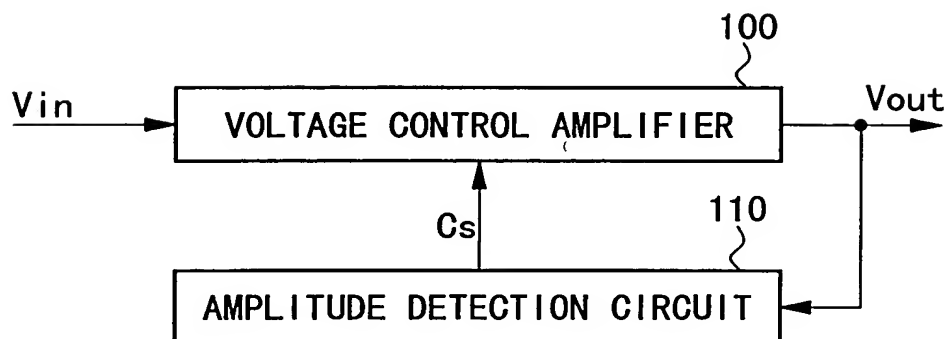 100
Vin
VOLTAGE CONTROL AMPLIFIER
Vout
Cs
110
AMPLITUDE DETECTION CIRCUIT